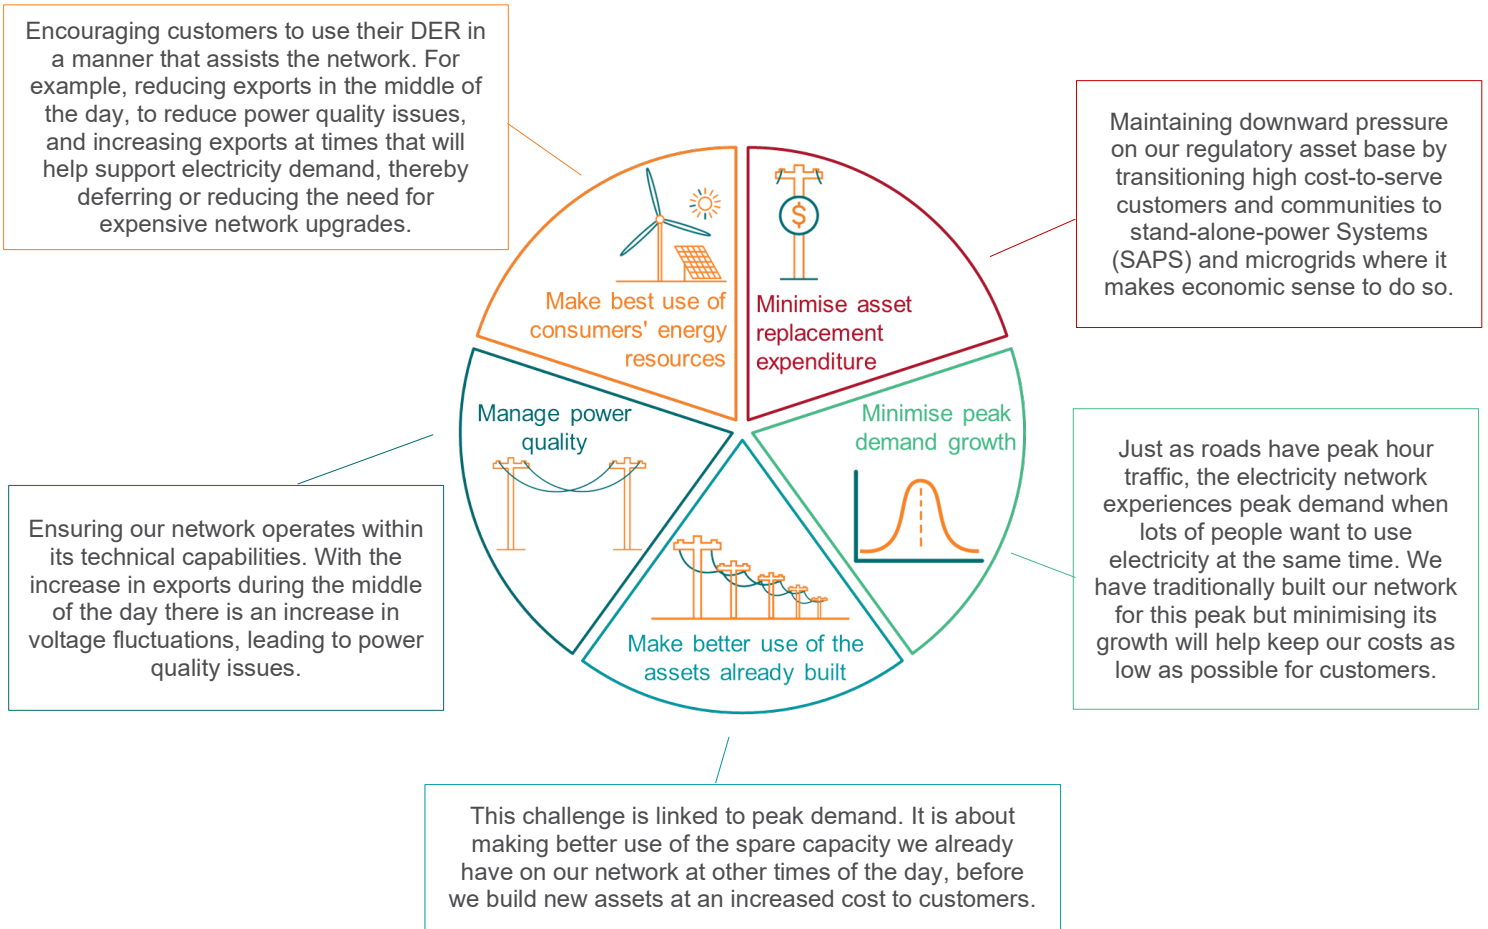 Encouraging customers to use their DER in
a manner that assists the network. For
example, reducing exports in the middle of
the day, to reduce power quality issues,
and increasing exports at times that will
help support electricity demand, thereby
deferring or reducing the need for
expensive network upgrades.
Maintaining downward pressure
on our regulatory asset base by
transitioning high cost-to-serve
customers and communities to
stand-alone-power Systems
(SAPS) and microgrids where it
makes economic sense to do so.
$
Make best use of
consumers' energy
resources
Minimise asset
replacement
expenditure
Manage power
quality
Minimise peak
demand growth
Make better use of the
assets already built
Just as roads have peak hour
traffic, the electricity network
experiences peak demand when
lots of people want to use
electricity at the same time. We
have traditionally built our network
for this peak but minimising its
growth will help keep our costs as
low as possible for customers.
Ensuring our network operates within
its technical capabilities. With the
increase in exports during the middle
of the day there is an increase in
voltage fluctuations, leading to power
quality issues.
This challenge is linked to peak demand. It is about
making better use of the spare capacity we already
have on our network at other times of the day, before
we build new assets at an increased cost to customers.